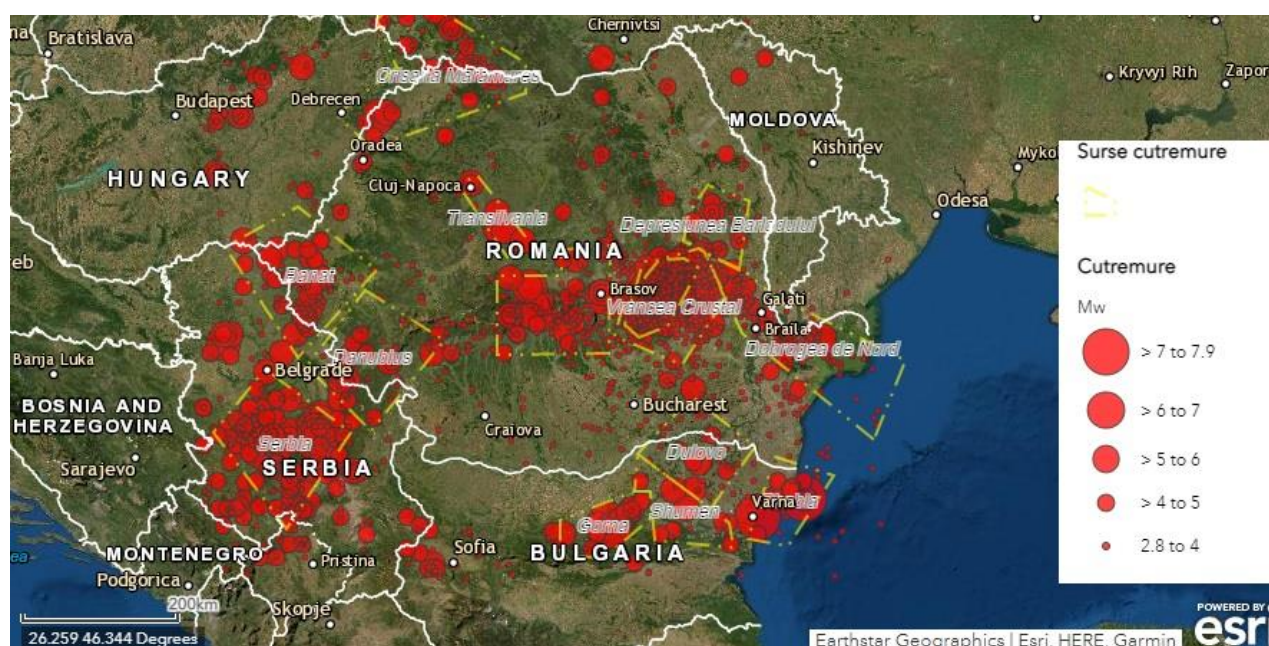 na
Bratislava
Chernivtsi
Kryvyi Rih
Zapor
Crisana Maramures
Budapest
Debrecen
MOLDOVA
Oradea
Kishinev
Myko
HUNGARY
Cluj-Napoca
Transilvania
Depresiunea Barladului
Odesa
ROMANIA
eb
Banat
Brasov
Vrancea Crustal
Galati
Braila
Dobrogea de Nord
Banja Luka
Danubius
Belgrade
BOSNIA AND
HERZEGOVINA
Bucharest
Craiova
Sarajevo
Serbia
SERBIA
Dulovo
Varna
Shumen
Gorna
BULGARIA
MONTENEGRO
Pristina
Sofia
Podgorica
ea
200km
Skopje
26.259 46.344 Degrees
Surse cutremure
Cutremure
Mw
> 7 to 7.9
> 6 to 7
> 5 to 6
> 4 to 5
2.8 to 4
POWERED BY
esri
Earthstar Geographics | Esri, HERE, Garmin